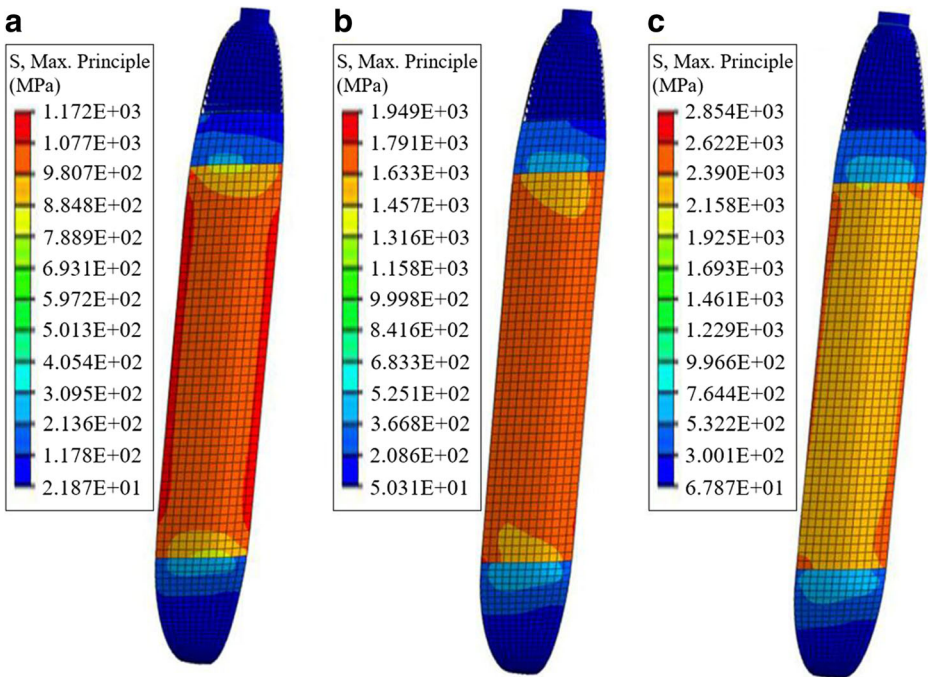 a
S, Max. Principle
(MPa)
1.172E+03
1.077E+03
9.807E+02
8.848E+02
7.889E+02
6.931E+02
5.972E+02
5.013E+02
4.054E+02
3.095E+02
2.136E+02
1.178E+02
2.187E+01
b
S, Max. Principle
(MPa)
1.949E+03
1.791E+03
1.633E+03
1.457E+03
1.316E+03
1.158E+03
9.998E+02
8.416E+02
6.833E+02
5.251E+02
3.668E+02
2.086E+02
5.031E+01
c
S, Max. Principle
(MPa)
2.854E+03
2.622E+03
2.390E+03
2.158E+03
1.925E+03
1.693E+03
1.461E+03
1.229E+03
9.966E+02
7.644E+02
5.322E+02
3.001E+02
6.787E+01